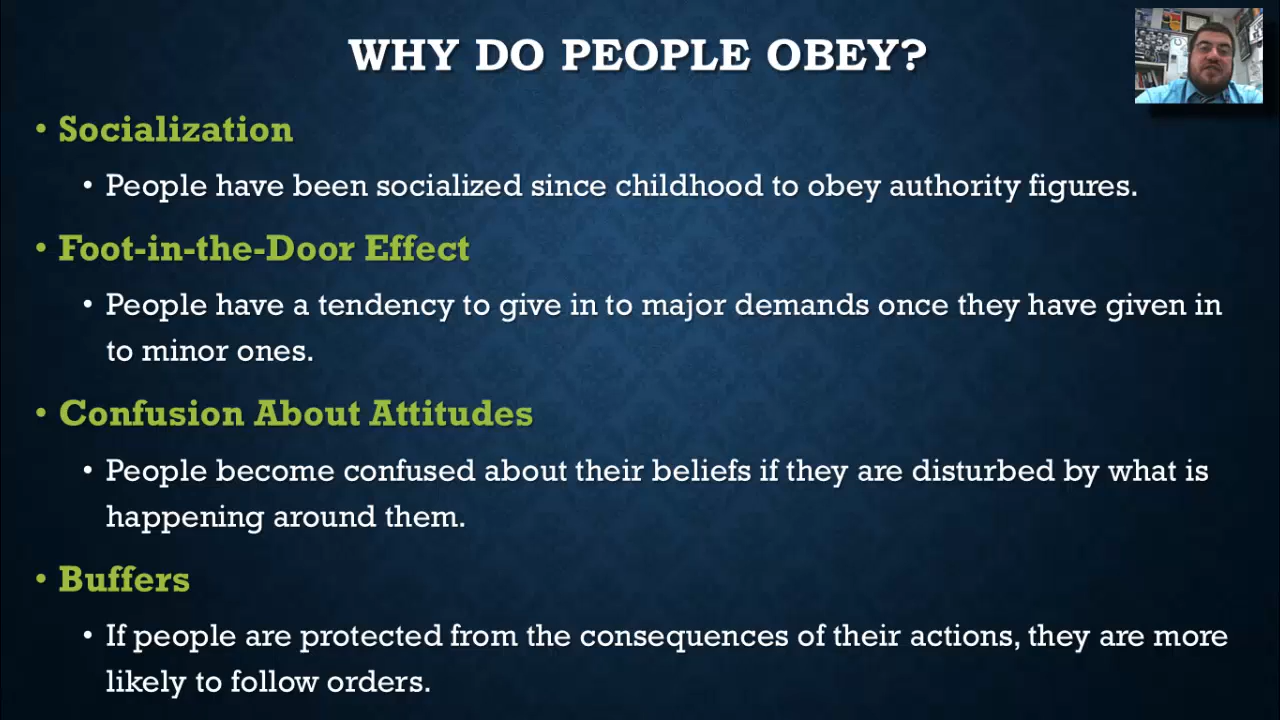 WHY DO PEOPLE OBEY?
• Socialization
• People have been socialized since childhood to obey authority figures.
• Foot-in-the-Door Effect
• People have a tendency to give in to major demands once they have given in
to minor ones.
• Confusion About Attitudes
• People become confused about their beliefs if they are disturbed by what is
happening around them.
• Buffers
• If people are protected from the consequences of their actions, they are more
likely to follow orders.